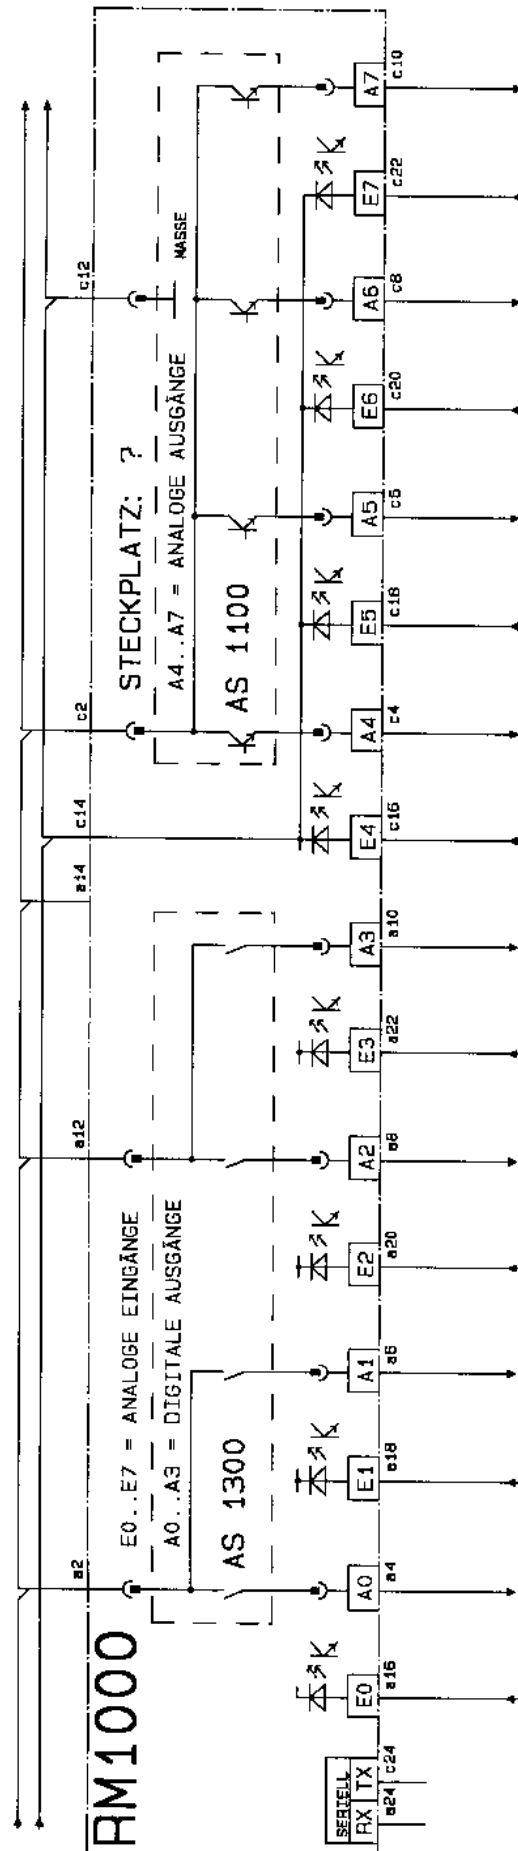 a2 a12 a14 c14 c2 c12
RM1000
E0..E7 = ANALOGE EINGÄNGE
STECKPLATZ: ?
A0..A3 = DIGITALE AUSGÄNGE
A4..A7 = ANALOGE AUSGÄNGE
MASSE
AS 1300
AS 1100
SERIELL
RX TX E0 A0 E1 A1 E2 A2 E3 A3 E4 A4 E5 A5 E6 A6 E7 A7
a24 c24 a16 a4 a18 a6 a20 a8 a22 a10 c16 c4 c18 c6 c20 c8 c22 c10